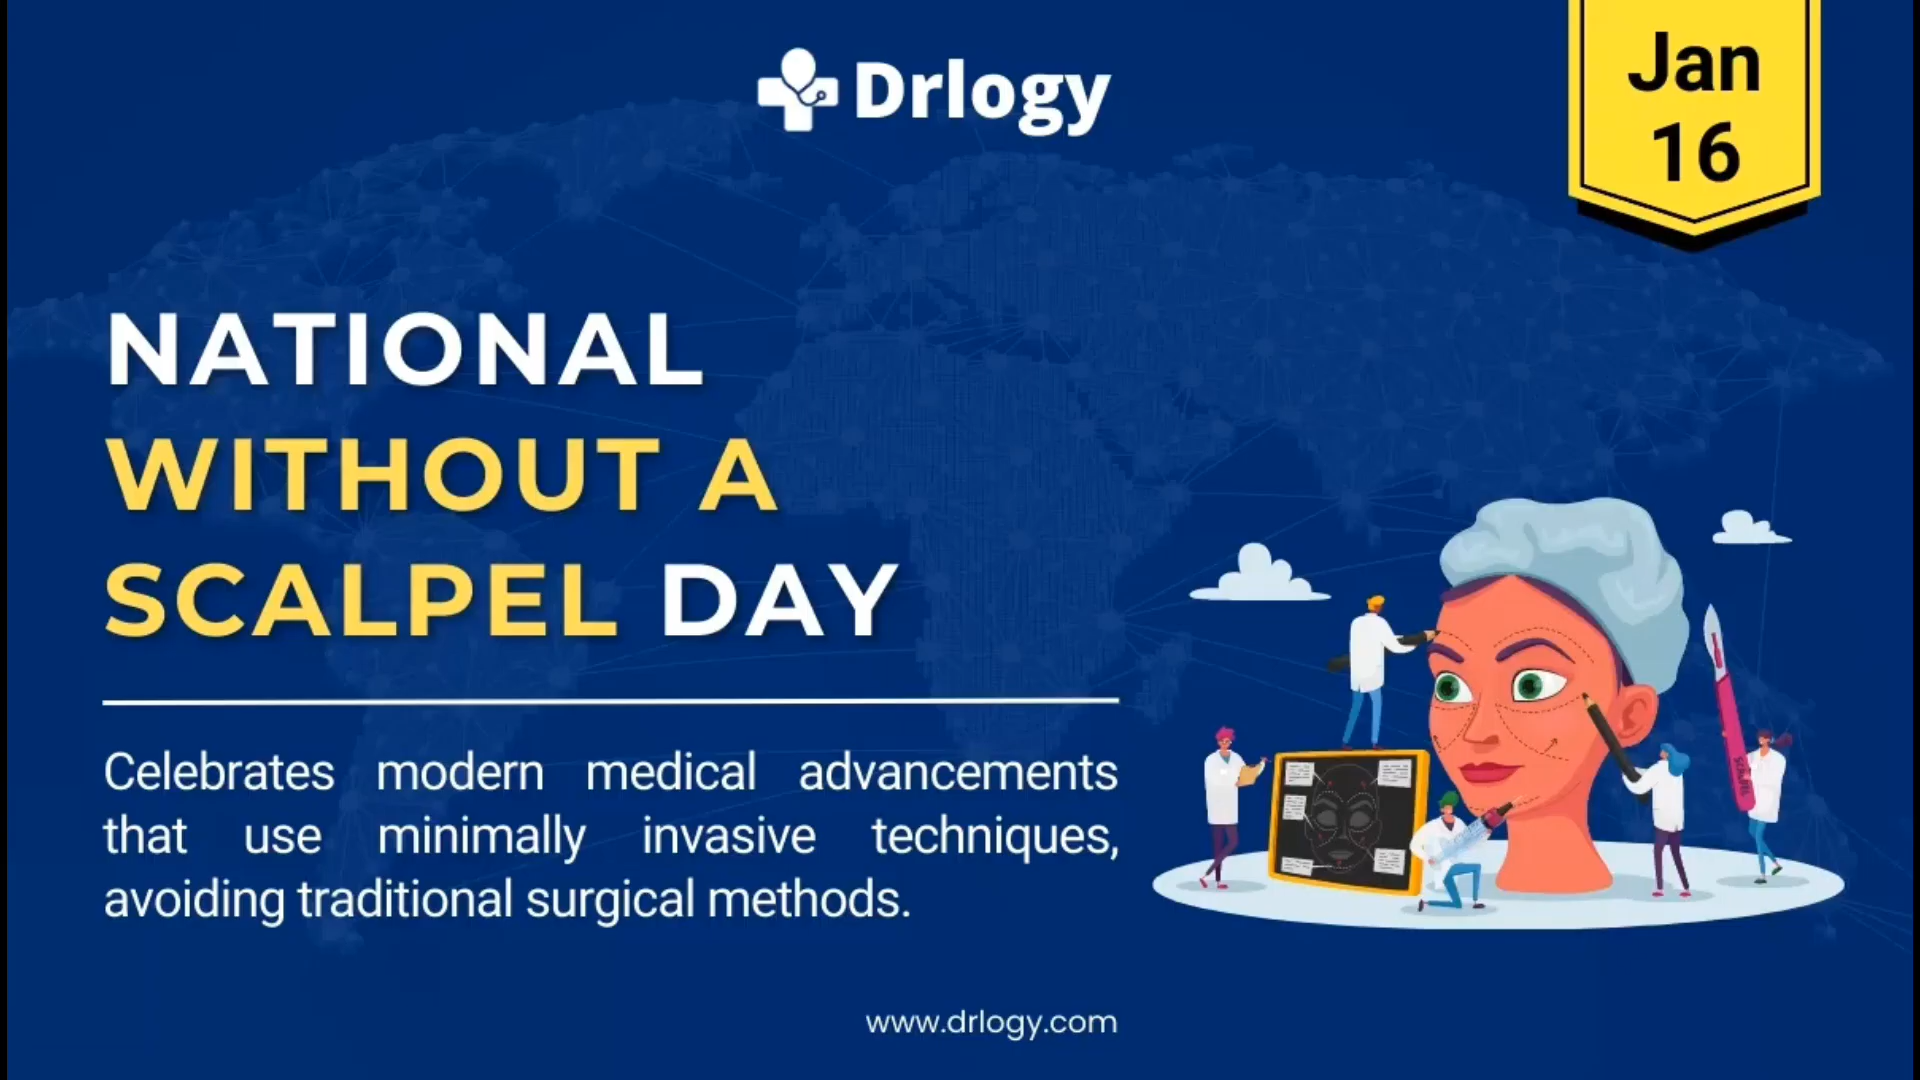 Drlogy
Jan
16
NATIONAL
WITHOUT A
SCALPEL DAY
Celebrates modern medical advancements
that use minimally invasive techniques,
avoiding traditional surgical methods.
SCALPEL
www.drlogy.com